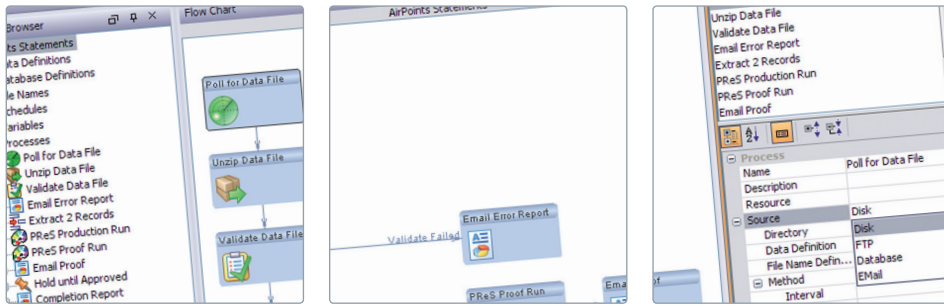 Browser
Flow Chart
ts Statements
ata Definitions
atabase Definitions
le Names
chedules
ariables
rocesses
Poll for Data File
Unzip Data File
Validate Data File
Email Error Report
Extract 2 Records
PReS Production Run
PReS Proof Run
Email Proof
Hold until Approved
Completion Report
Poll for Data File
Unzip Data File
Validate Data File
AirPoints Statements
Validate Failed
Email Error Report
PReS Proof Run
Ema
of
Unzip Data File
Validate Data File
Email Error Report
Extract 2 Records
PReS Production Run
PReS Proof Run
Email Proof
Process
Name Poll for Data File
Description
Resource
Source Disk
Directory Disk
Data Definition FTP
File Name Defin... Database
Method EMail
Interval